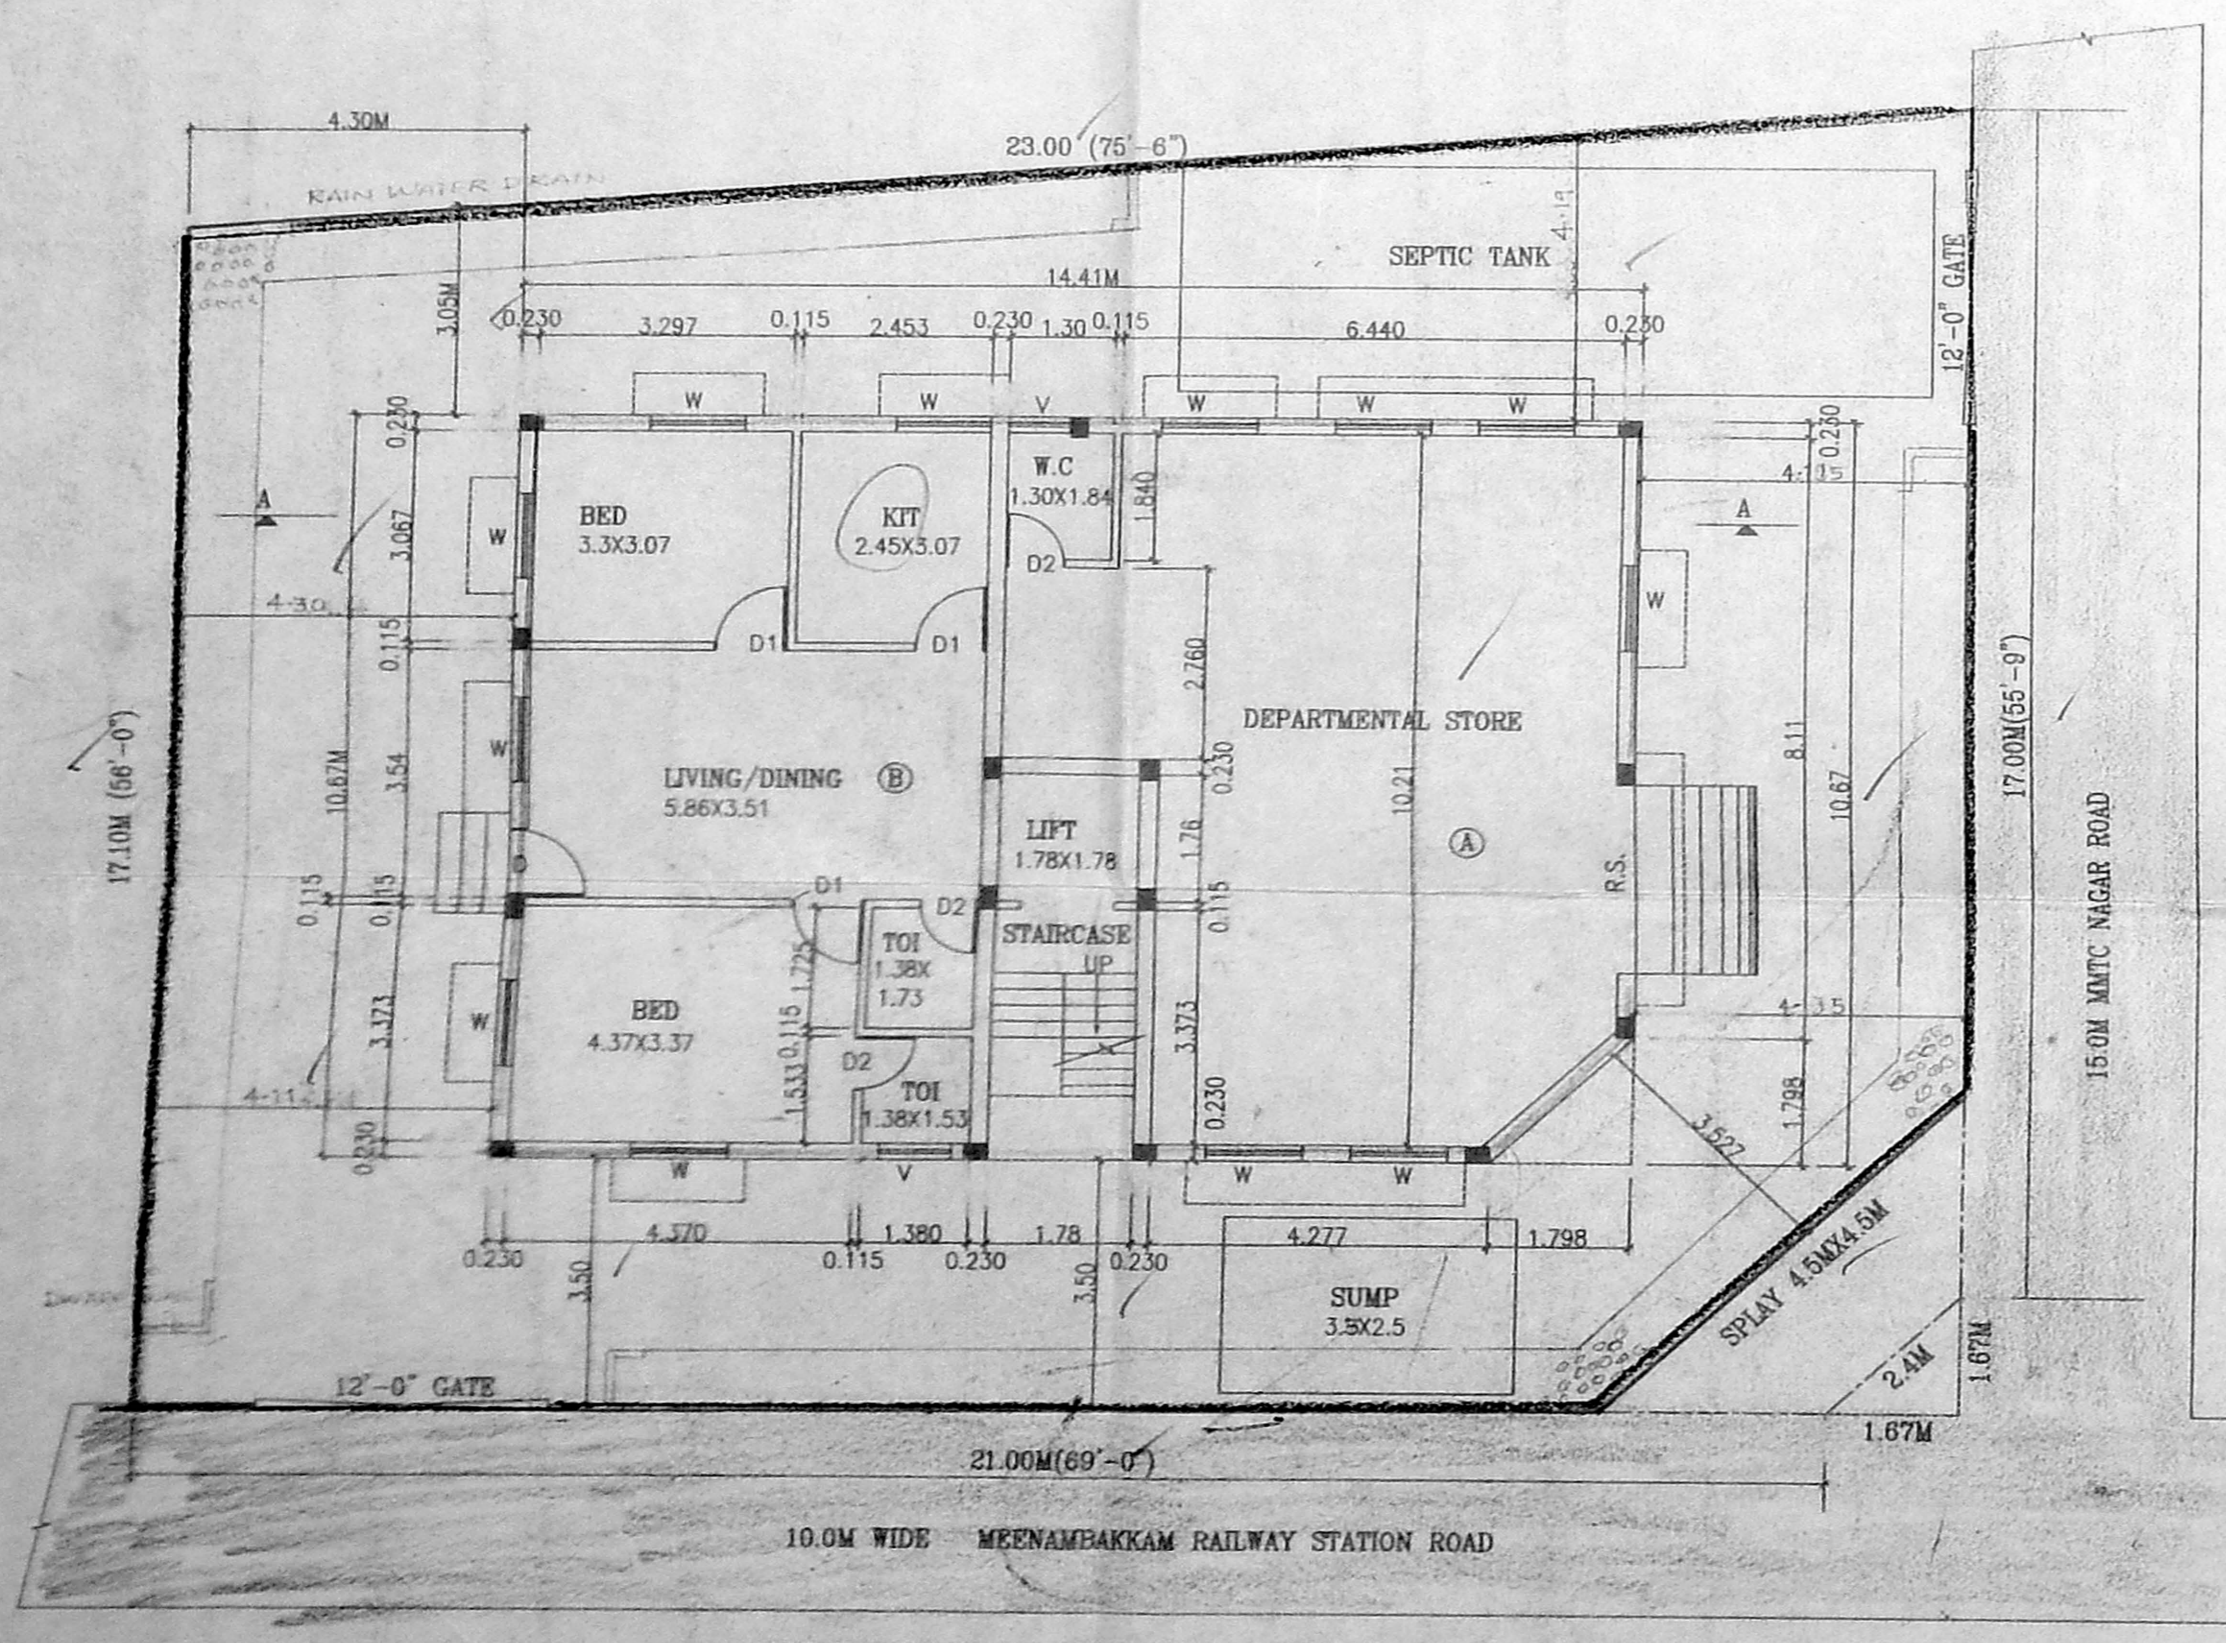 4.30M
23.00 (75'-6")
RAIN WATER DRAIN
4.19
SEPTIC TANK
12'-0" GATE
3.05M
14.41M
0.230
3.297
0.115
2.453
0.230
1.30
0.115
6.440
0.230
W
W
V
W
W
W
0.230
0.230
W.C
1.30X1.84
1.840
A
A
BED
3.3X3.07
KIT
2.45X3.07
D2
W
3.067
W
4-30
0.115
D1
D1
2.760
17.00M(55'-9")
DEPARTMENTAL STORE
8.11
17.10M (56'-0")
10.67M
3.54
W
LIVING/DINING
B
5.86X3.51
0.230
10.21
10.67
LIFT
1.78X1.78
1.76
A
R.S.
15.0M MMTC NAGAR ROAD
D
D1
D2
0.115
0.115
0.115
TOI
1.38X
1.73
STAIRCASE
UP
1.725
3.373
W
BED
4.37X3.37
0.115
D2
3.373
1.533
TOI
1.38X1.53
0.230
1.798
3.527
0.230
W
V
W
W
4.370
1.380
1.78
4.277
1.798
0.230
0.115
0.230
0.230
3.50
3.50
SUMP
3.5X2.5
SPLAY 4.5MX4.5M
2.4M
1.67M
1.67M
12'-0" GATE
21.00M(69'-0")
10.0M WIDE MEENAMBAKKAM RAILWAY STATION ROAD